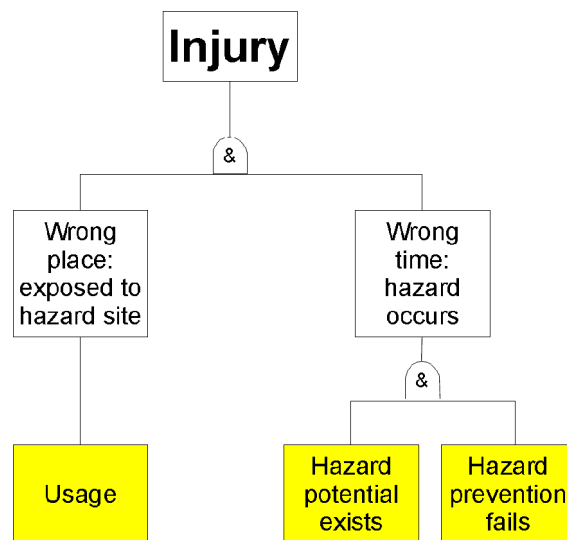 Injury
&
Wrong
place:
exposed to
hazard site
Wrong
time:
hazard
occurs
&
Usage
Hazard
potential
exists
Hazard
prevention
fails